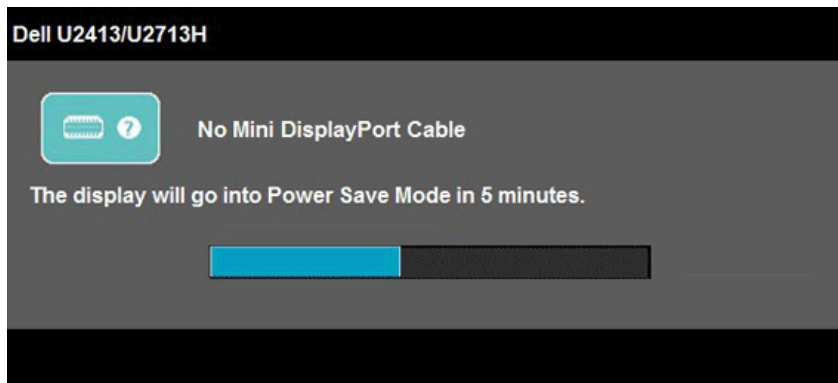 Dell U2413/U2713H
? No Mini DisplayPort Cable
The display will go into Power Save Mode in 5 minutes.